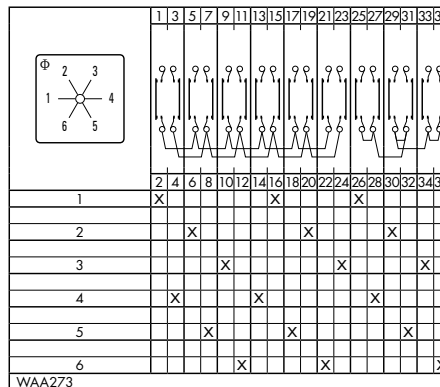 1 3 5 7 9 11 13 15 17 19 21 23 25 27 29 31 33
Φ
2 3
1 4
6 5
2 4 6 8 10 12 14 16 18 20 22 24 26 28 30 32 34
1 X X X
2 X X X
3 X X X
4 X X X
5 X X X
6 X X
WAA273